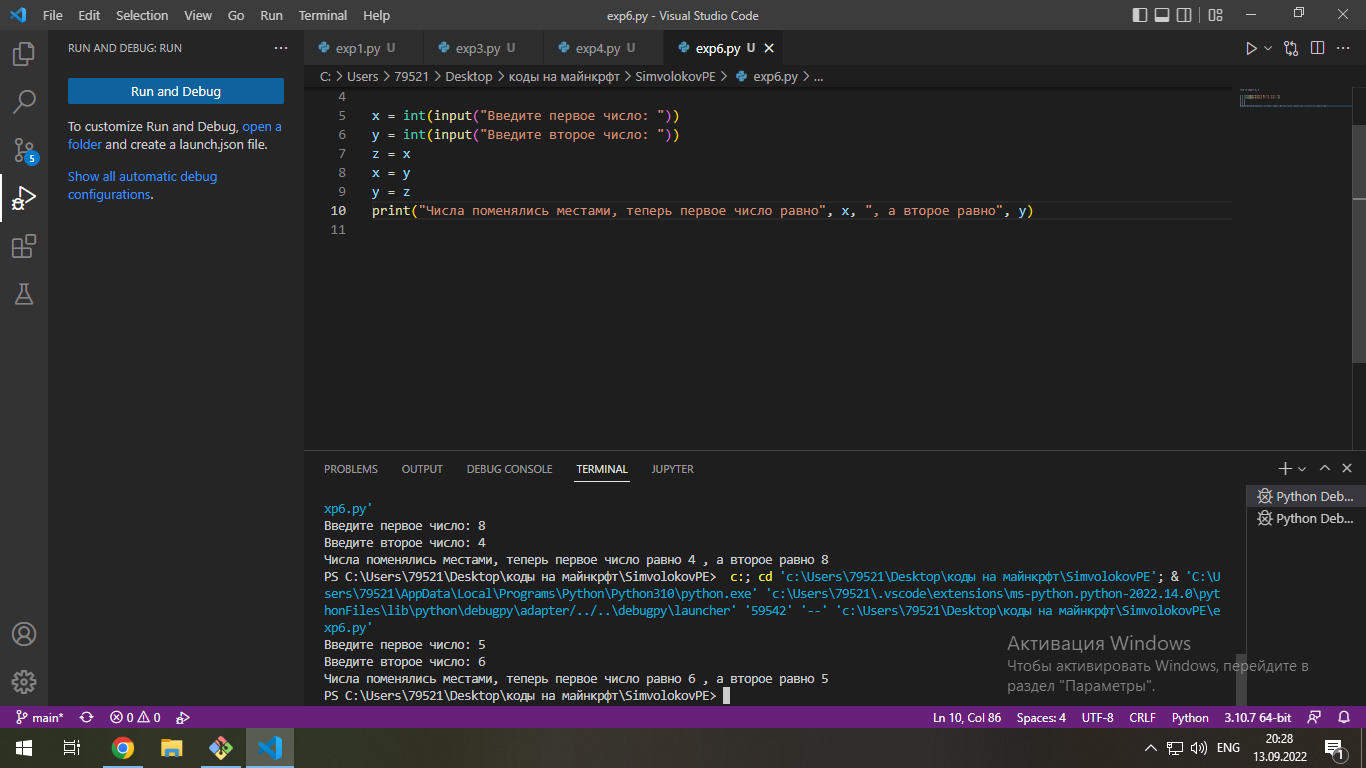 File Edit Selection View Go Run Terminal Help exp6.py - Visual Studio Code
RUN AND DEBUG: RUN ...
exp1.py U exp3.py U exp4.py U exp6.py U
C: > Users > 79521 > Desktop > коды на майнкрфт > SimvolokovPE > exp6.py > ...
Run and Debug
To customize Run and Debug, open a
folder and create a launch.json file.
Show all automatic debug
configurations.
5
4
5 x = int(input("Введите первое число: "))
6 y = int(input("Введите второе число: "))
7 z = x
8 x = y
9 y = z
10 print("Числа поменялись местами, теперь первое число равно", x, ", а второе равно", y)
11
PROBLEMS OUTPUT DEBUG CONSOLE TERMINAL JUPYTER
Python Deb...
Python Deb...
xp6.py'
Введите первое число: 8
Введите второе число: 4
Числа поменялись местами, теперь первое число равно 4 , а второе равно 8
PS C:\Users\79521\Desktop\коды на майнкрфт\SimvolokovPE>  c:; cd 'c:\Users\79521\Desktop\коды на майнкрфт\SimvolokovPE'; & 'C:\U
sers\79521\AppData\Local\Programs\Python\Python310\python.exe' 'c:\Users\79521\.vscode\extensions\ms-python.python-2022.14.0\pyt
honFiles\lib\python\debugpy\adapter/../..\debugpy\launcher' '59542' '--' 'c:\Users\79521\Desktop\коды на майнкрфт\SimvolokovPE\e
xp6.py'
Введите первое число: 5
Введите второе число: 6
Числа поменялись местами, теперь первое число равно 6 , а второе равно 5
PS C:\Users\79521\Desktop\коды на майнкрфт\SimvolokovPE>
Активация Windows
Чтобы активировать Windows, перейдите в
раздел "Параметры".
main* 0 0 Ln 10, Col 86 Spaces: 4 UTF-8 CRLF Python 3.10.7 64-bit
ENG 20:28
13.09.2022
1